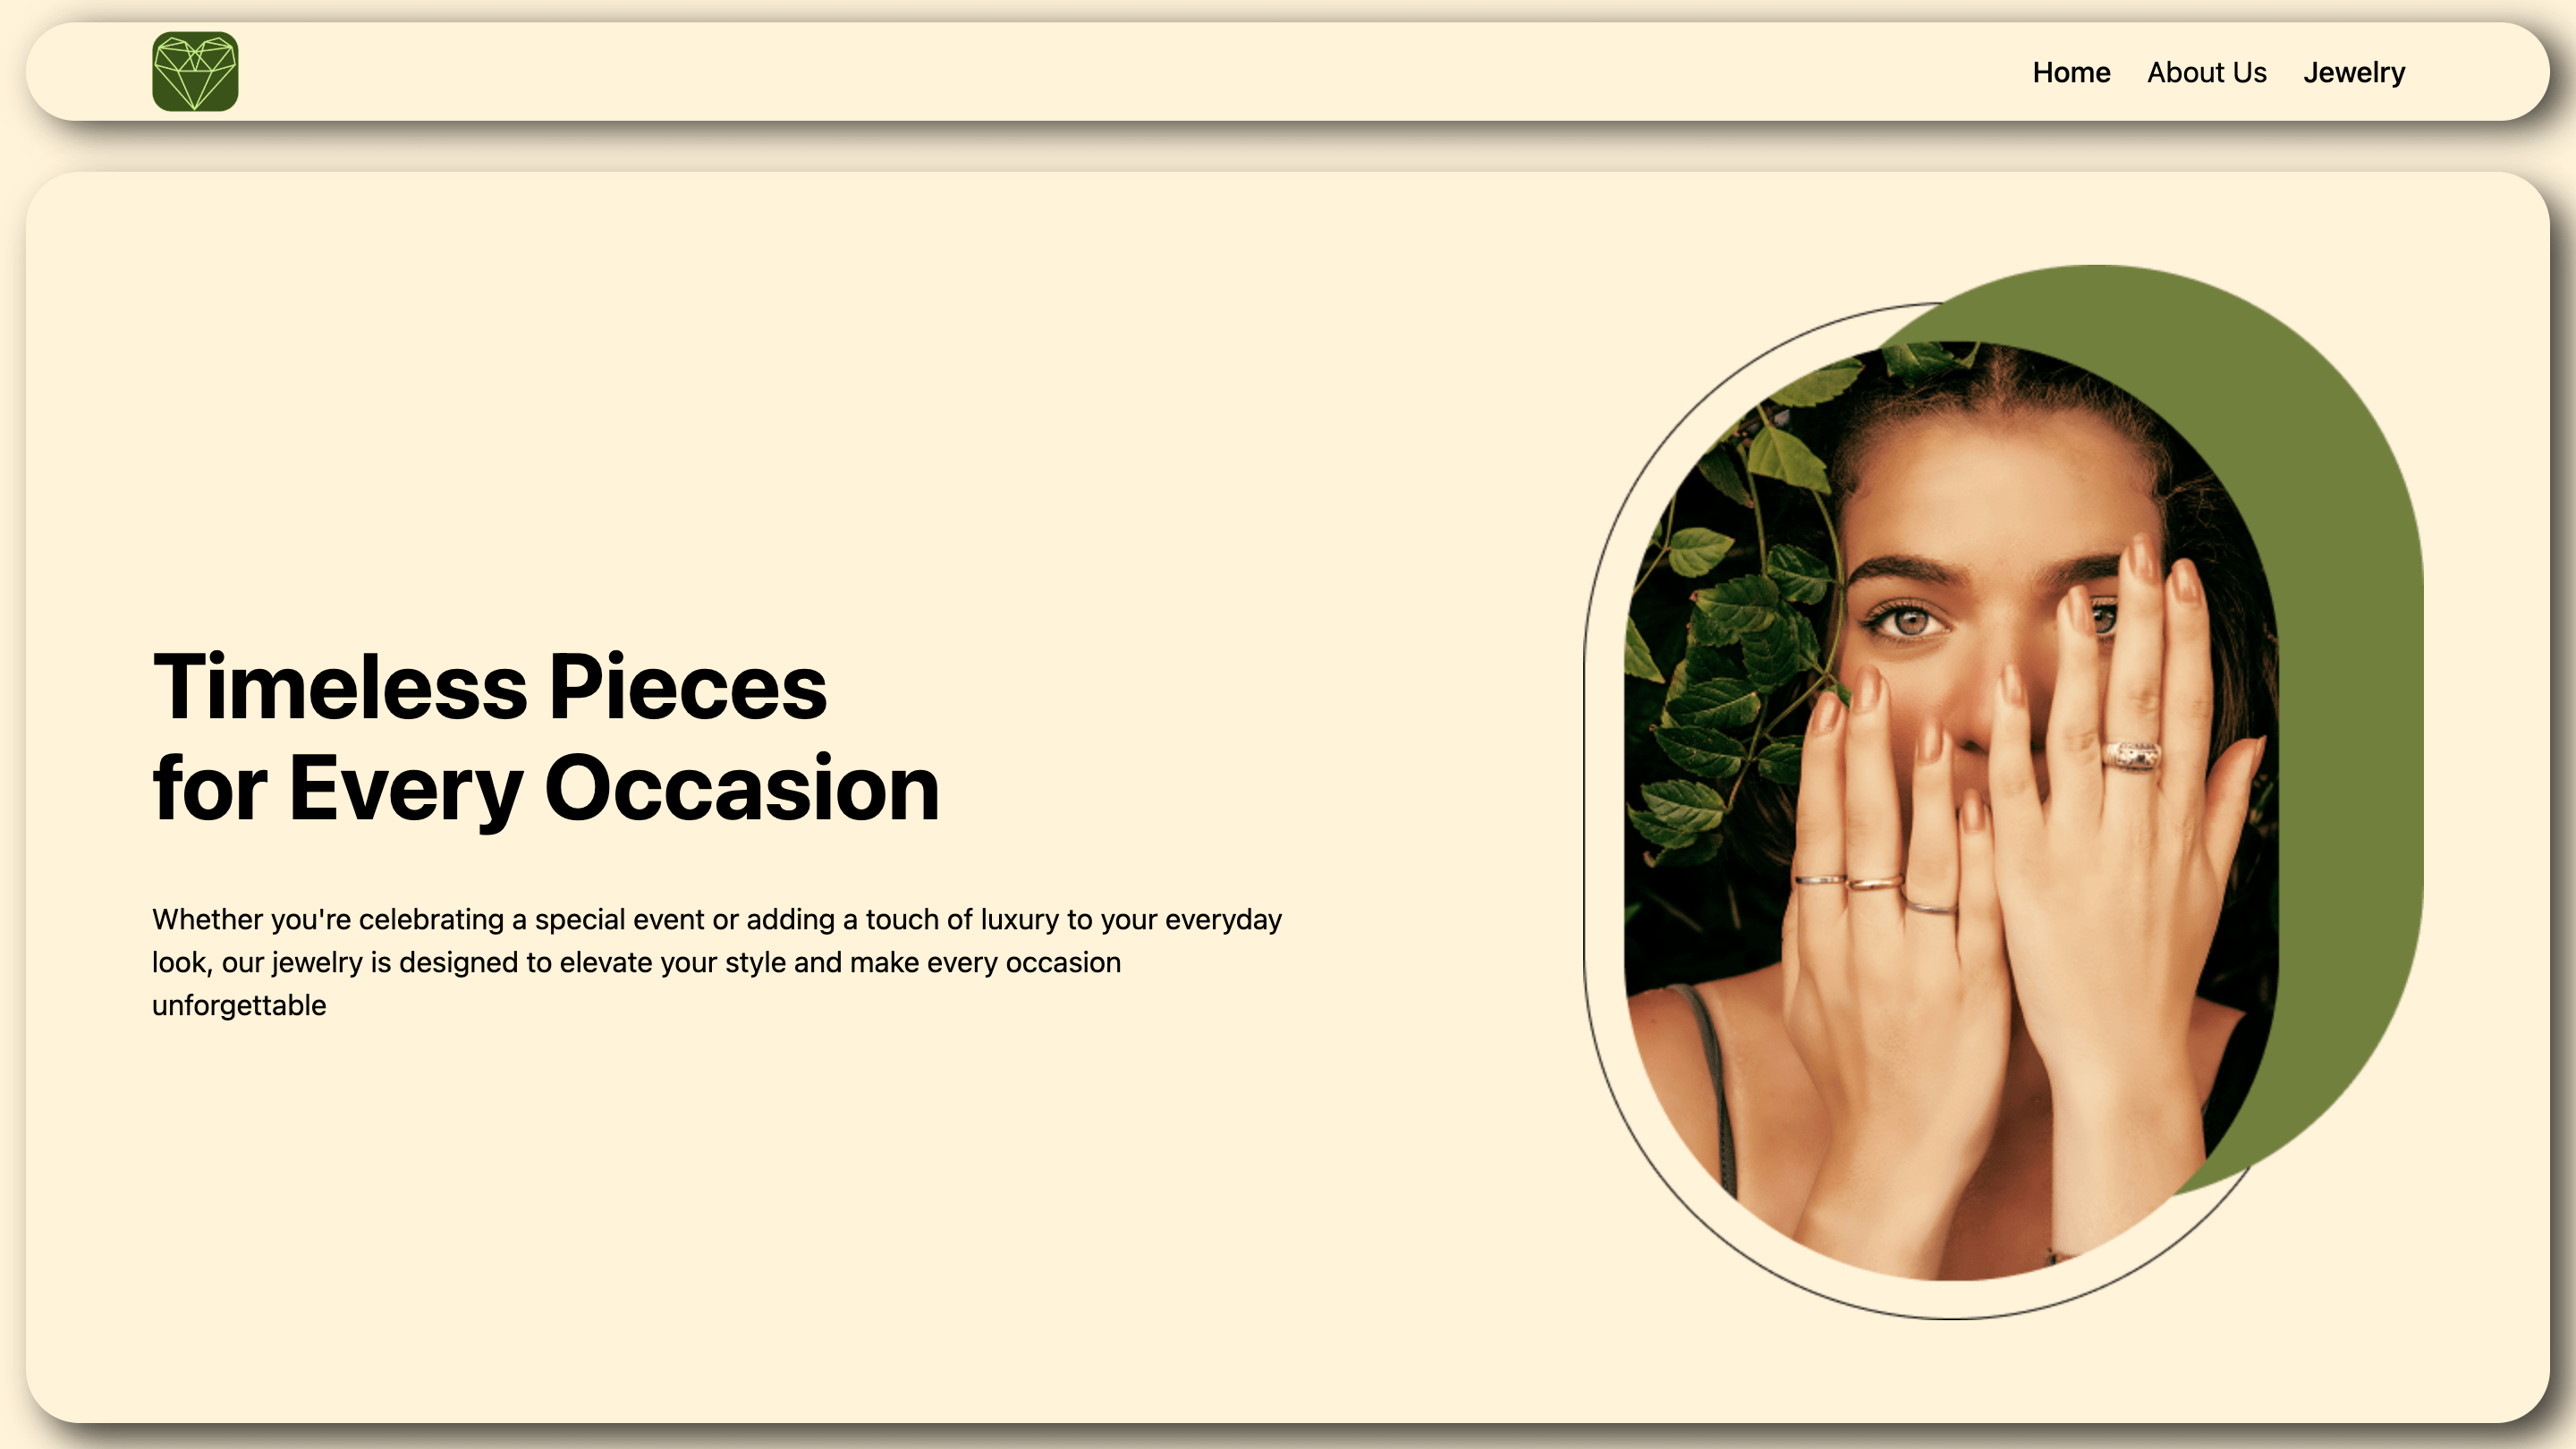 Home About Us Jewelry
Timeless Pieces
for Every Occasion
Whether you're celebrating a special event or adding a touch of luxury to your everyday
look, our jewelry is designed to elevate your style and make every occasion
unforgettable